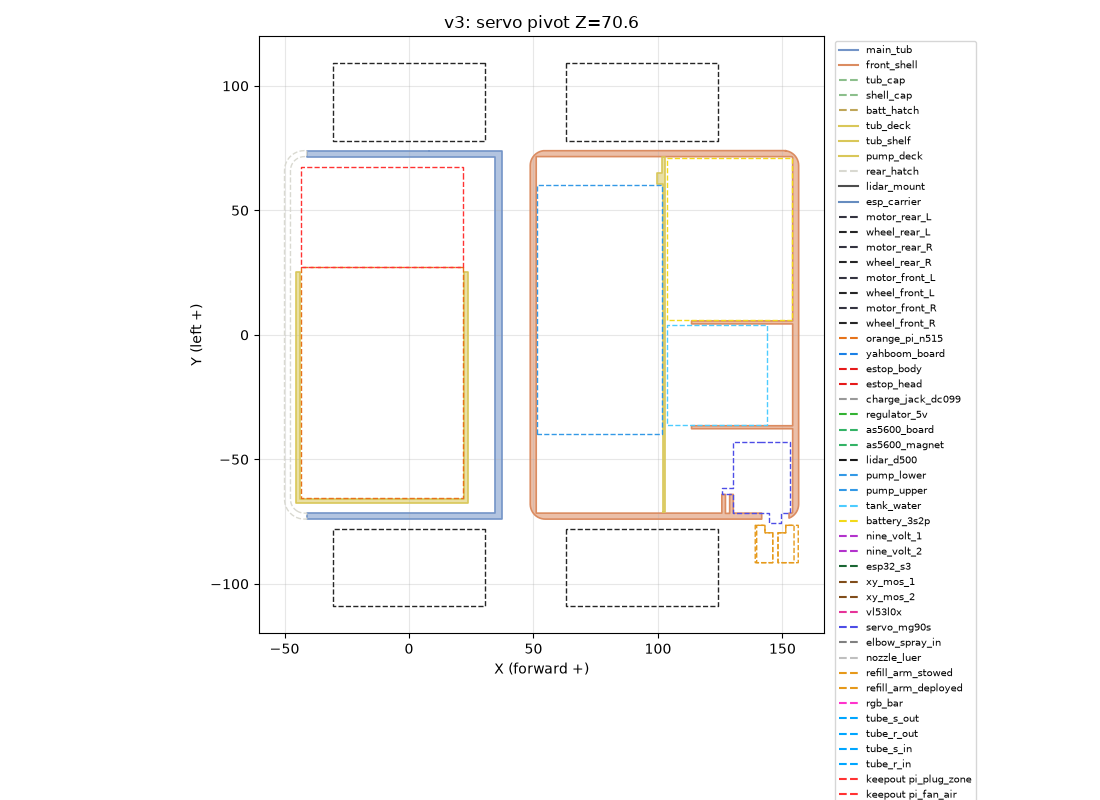 v3: servo pivot Z=70.6
Y (left +)
100
50
0
−50
−100
−50
0
50
100
150
X (forward +)
main_tub
front_shell
tub_cap
shell_cap
batt_hatch
tub_deck
tub_shelf
pump_deck
rear_hatch
lidar_mount
esp_carrier
motor_rear_L
wheel_rear_L
motor_rear_R
wheel_rear_R
motor_front_L
wheel_front_L
motor_front_R
wheel_front_R
orange_pi_n515
yahboom_board
estop_body
estop_head
charge_jack_dc099
regulator_5v
as5600_board
as5600_magnet
lidar_d500
pump_lower
pump_upper
tank_water
battery_3s2p
nine_volt_1
nine_volt_2
esp32_s3
xy_mos_1
xy_mos_2
vl53l0x
servo_mg90s
elbow_spray_in
nozzle_luer
refill_arm_stowed
refill_arm_deployed
rgb_bar
tube_s_out
tube_r_out
tube_s_in
tube_r_in
keepout pi_plug_zone
keepout pi_fan_air